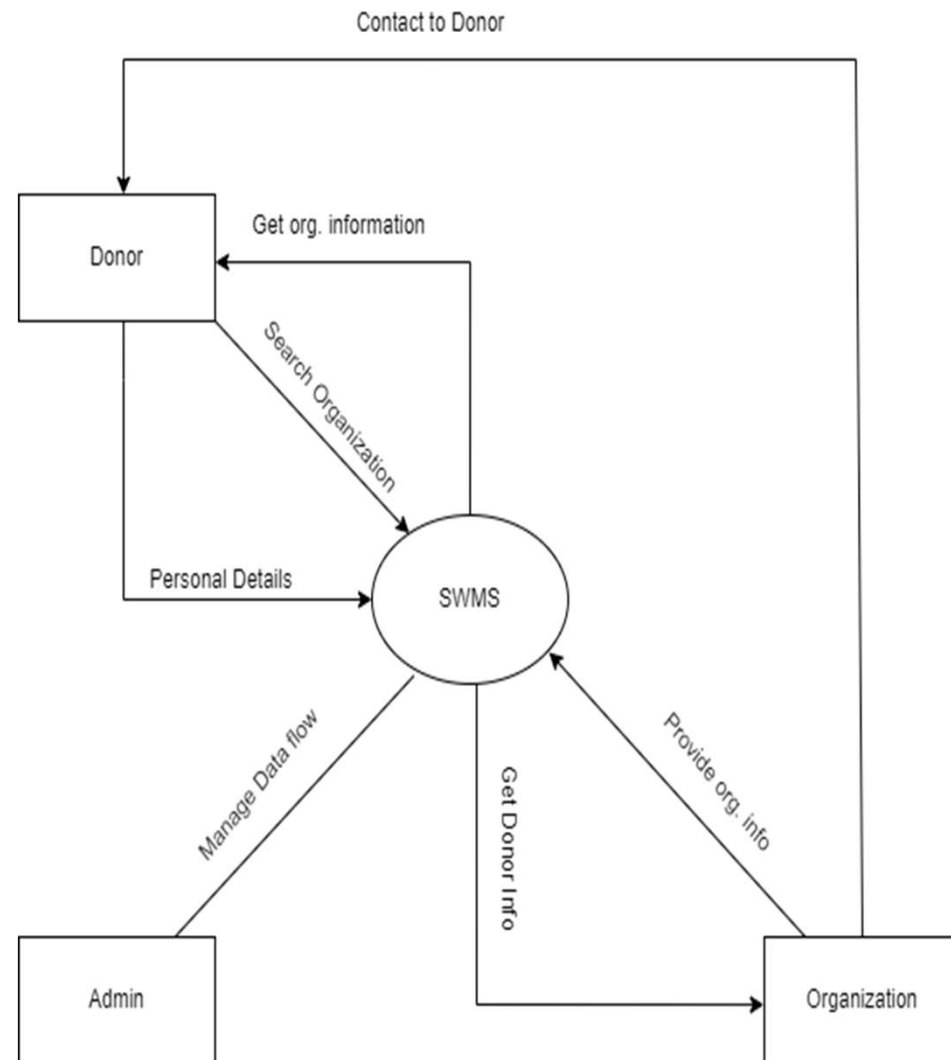 Contact to Donor
Get org. information
Donor
Search Organization
Personal Details
SWMS
Manage Data flow
Get Donor Info
Provide org. info
Admin
Organization